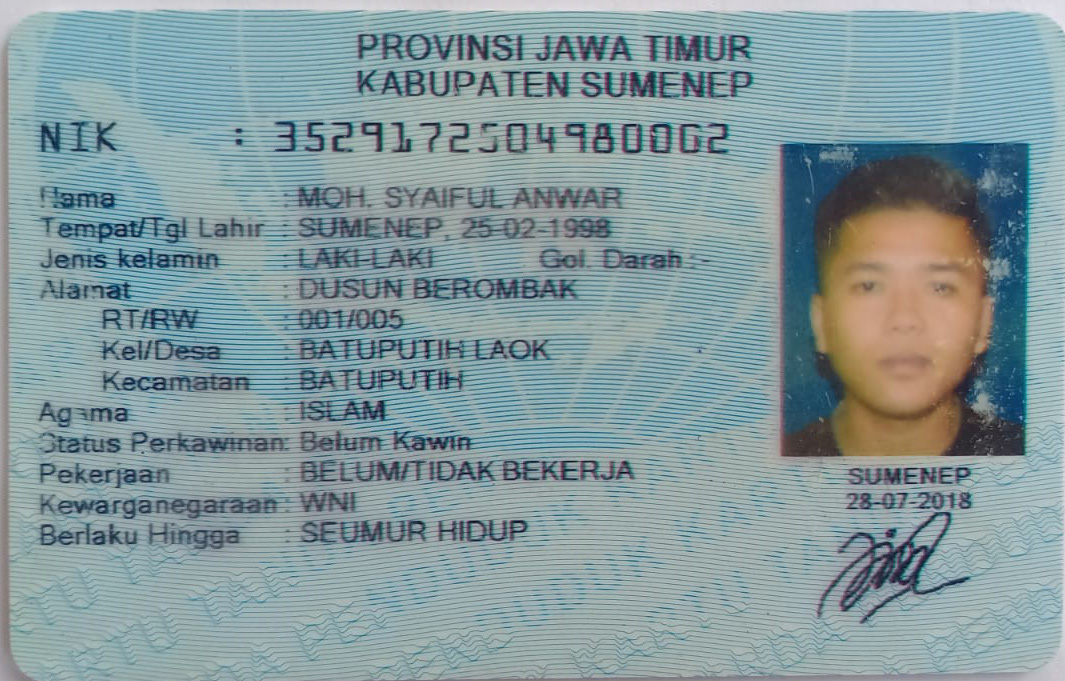 PROVINSI JAWA TIMUR
KABUPATEN SUMENEP
NIK : 3529172504980002
Nama : MOH. SYAIFUL ANWAR
Tempat/Tgl Lahir : SUMENEP, 25-02-1998
Jenis kelamin : LAKI-LAKI Gol. Darah :-
Alamat : DUSUN BEROMBAK
RT/RW : 001/005
Kel/Desa : BATUPUTIH LAOK
Kecamatan : BATUPUTIH
Agama : ISLAM
Status Perkawinan: Belum Kawin
Pekerjaan : BELUM/TIDAK BEKERJA
Kewarganegaraan : WNI
Berlaku Hingga : SEUMUR HIDUP
SUMENEP
28-07-2018